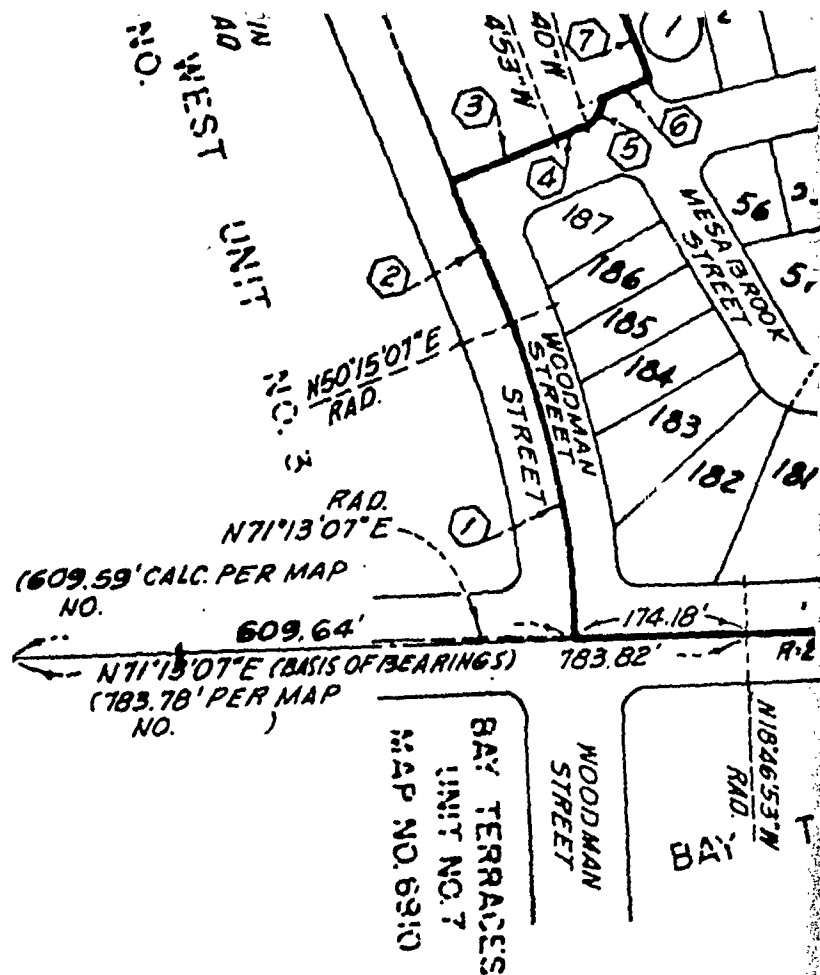 NO.
WEST UNIT NO. 3
40"W
453"W
7
1
3
4
5
6
2
1
187
186
185
184
183
182
181
56
MESA BROOK
STREET
WOODMAN
STREET
STREET
N50°15'07"E
RAD.
RAD.
N71°13'07"E
(609.59' CALC. PER MAP
NO.
609.64'
N71°13'07"E (BASIS OF BEARINGS)
(783.78' PER MAP
NO. )
174.18'
783.82'
N18°46'53"W
RAD.
BAY TERRACES
UNIT NO. 7
MAP NO. 6910
WOODMAN
STREET
BAY T